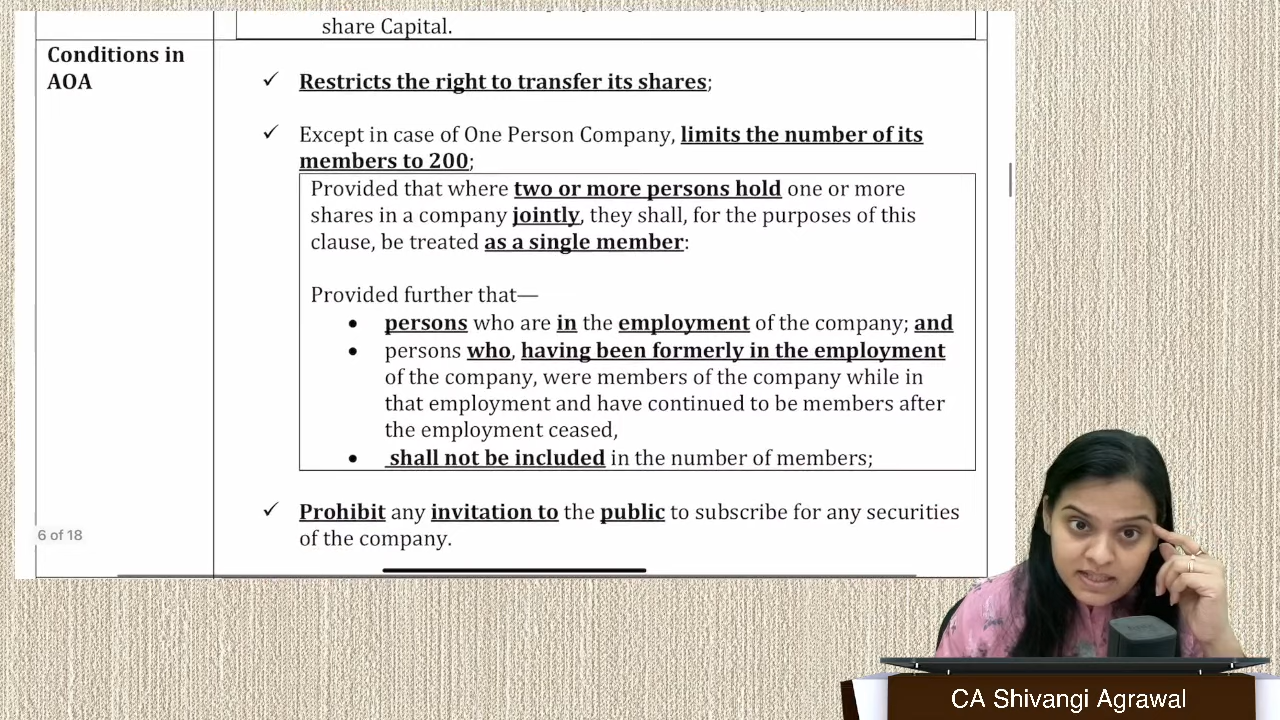 share Capital.
Conditions in
AOA
✓ Restricts the right to transfer its shares;
✓ Except in case of One Person Company, limits the number of its
members to 200;
Provided that where two or more persons hold one or more
shares in a company jointly, they shall, for the purposes of this
clause, be treated as a single member:
Provided further that—
• persons who are in the employment of the company; and
• persons who, having been formerly in the employment
of the company, were members of the company while in
that employment and have continued to be members after
the employment ceased,
• shall not be included in the number of members;
✓ Prohibit any invitation to the public to subscribe for any securities
of the company.
6 of 18
CA Shivangi Agrawal